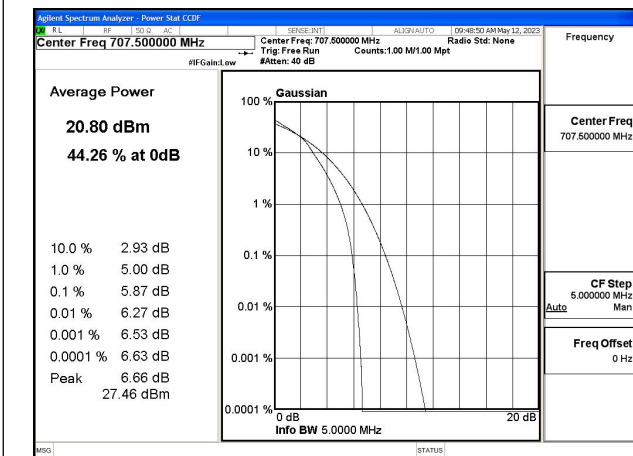 Agilent Spectrum Analyzer - Power Stat CCDF
RL RF 50 Ω AC SENSE:INT ALIGN AUTO 09:48:50 AM May 12, 2023
Center Freq 707.500000 MHz
Center Freq: 707.500000 MHz Radio Std: None
Trig: Free Run Counts:1.00 M/1.00 Mpt
#IFGain:Low #Atten: 40 dB
Frequency
Average Power
20.80 dBm
44.26 % at 0dB
10.0 % 2.93 dB
1.0 % 5.00 dB
0.1 % 5.87 dB
0.01 % 6.27 dB
0.001 % 6.53 dB
0.0001 % 6.63 dB
Peak 6.66 dB
27.46 dBm
Gaussian
100 %
10 %
1 %
0.1 %
0.01 %
0.001 %
0.0001 %
0 dB 20 dB
Info BW 5.0000 MHz
Center Freq
707.500000 MHz
CF Step
5.000000 MHz
Auto Man
Freq Offset
0 Hz
MSG STATUS